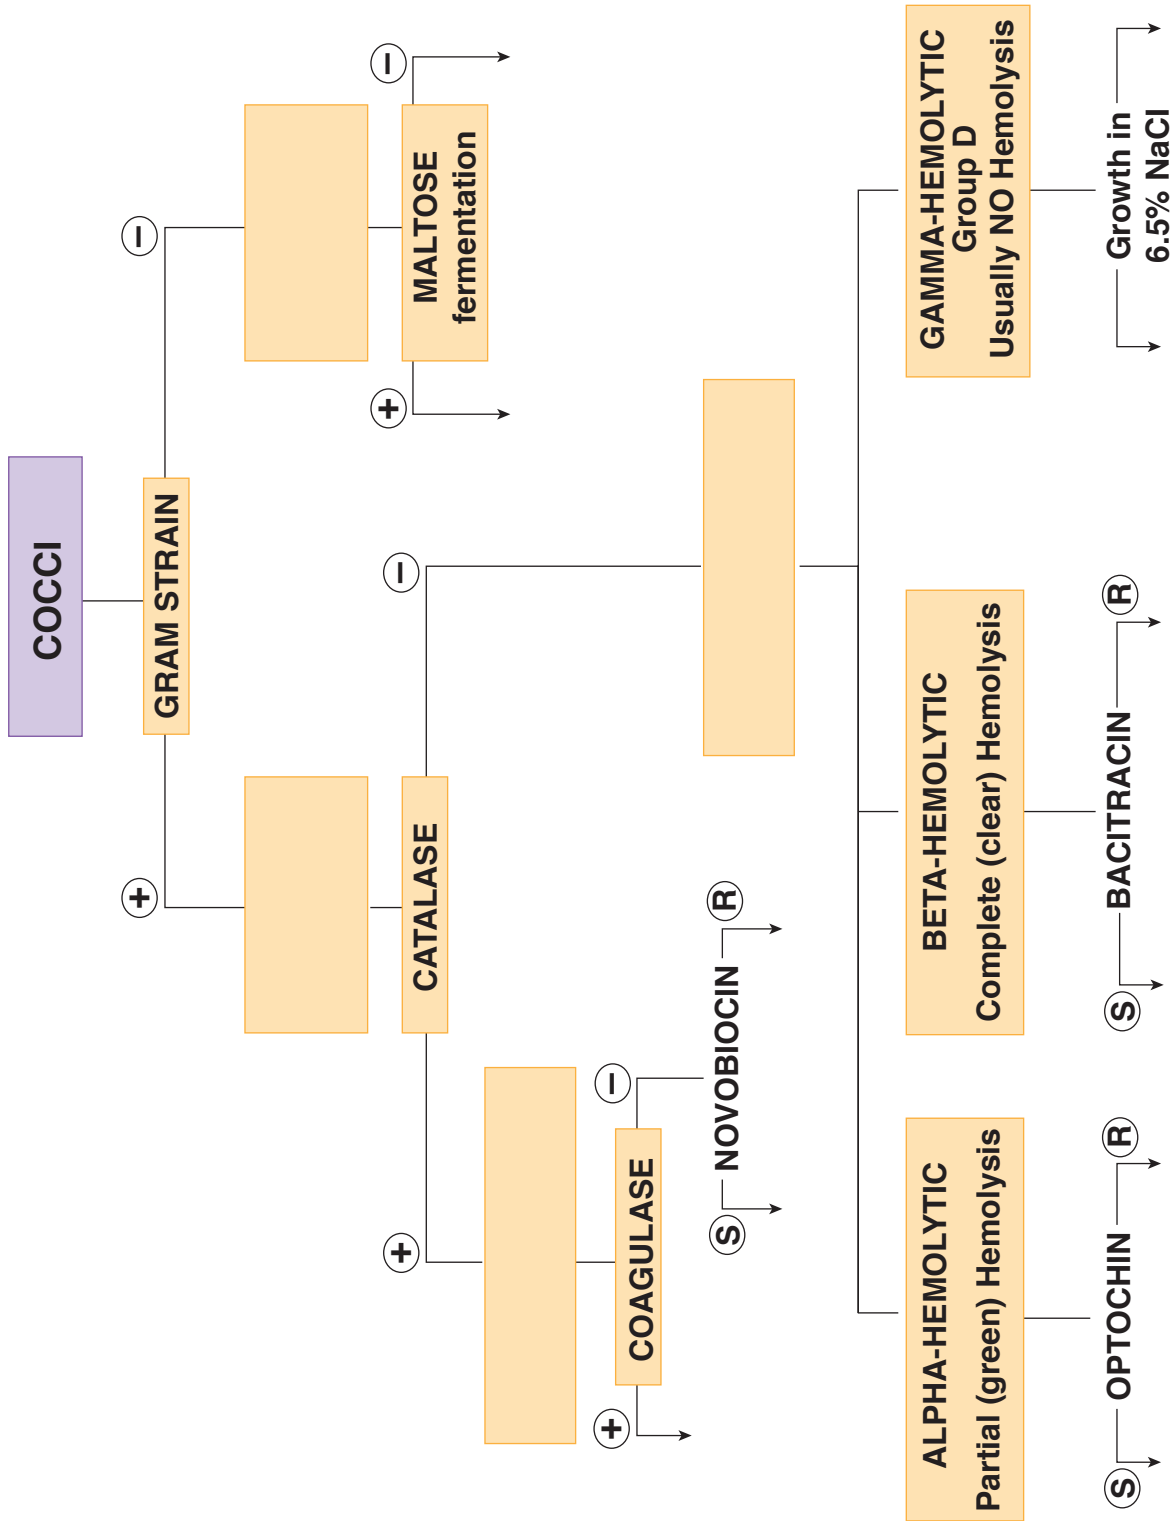 COCCI
GRAM STRAIN
+
−
CATALASE
MALTOSE
fermentation
+
−
+
−
COAGULASE
+
−
NOVOBIOCIN
S
R
ALPHA-HEMOLYTIC
Partial (green) Hemolysis
BETA-HEMOLYTIC
Complete (clear) Hemolysis
GAMMA-HEMOLYTIC
Group D
Usually NO Hemolysis
OPTOCHIN
S
R
BACITRACIN
S
R
Growth in
6.5% NaCl